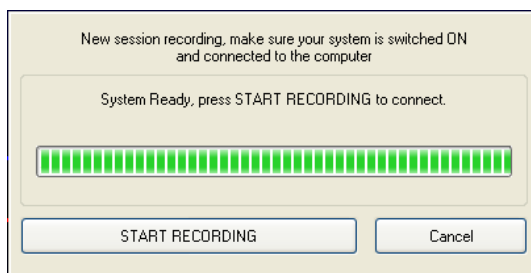 New session recording, make sure your system is switched ON
and connected to the computer
System Ready, press START RECORDING to connect.
START RECORDING
Cancel